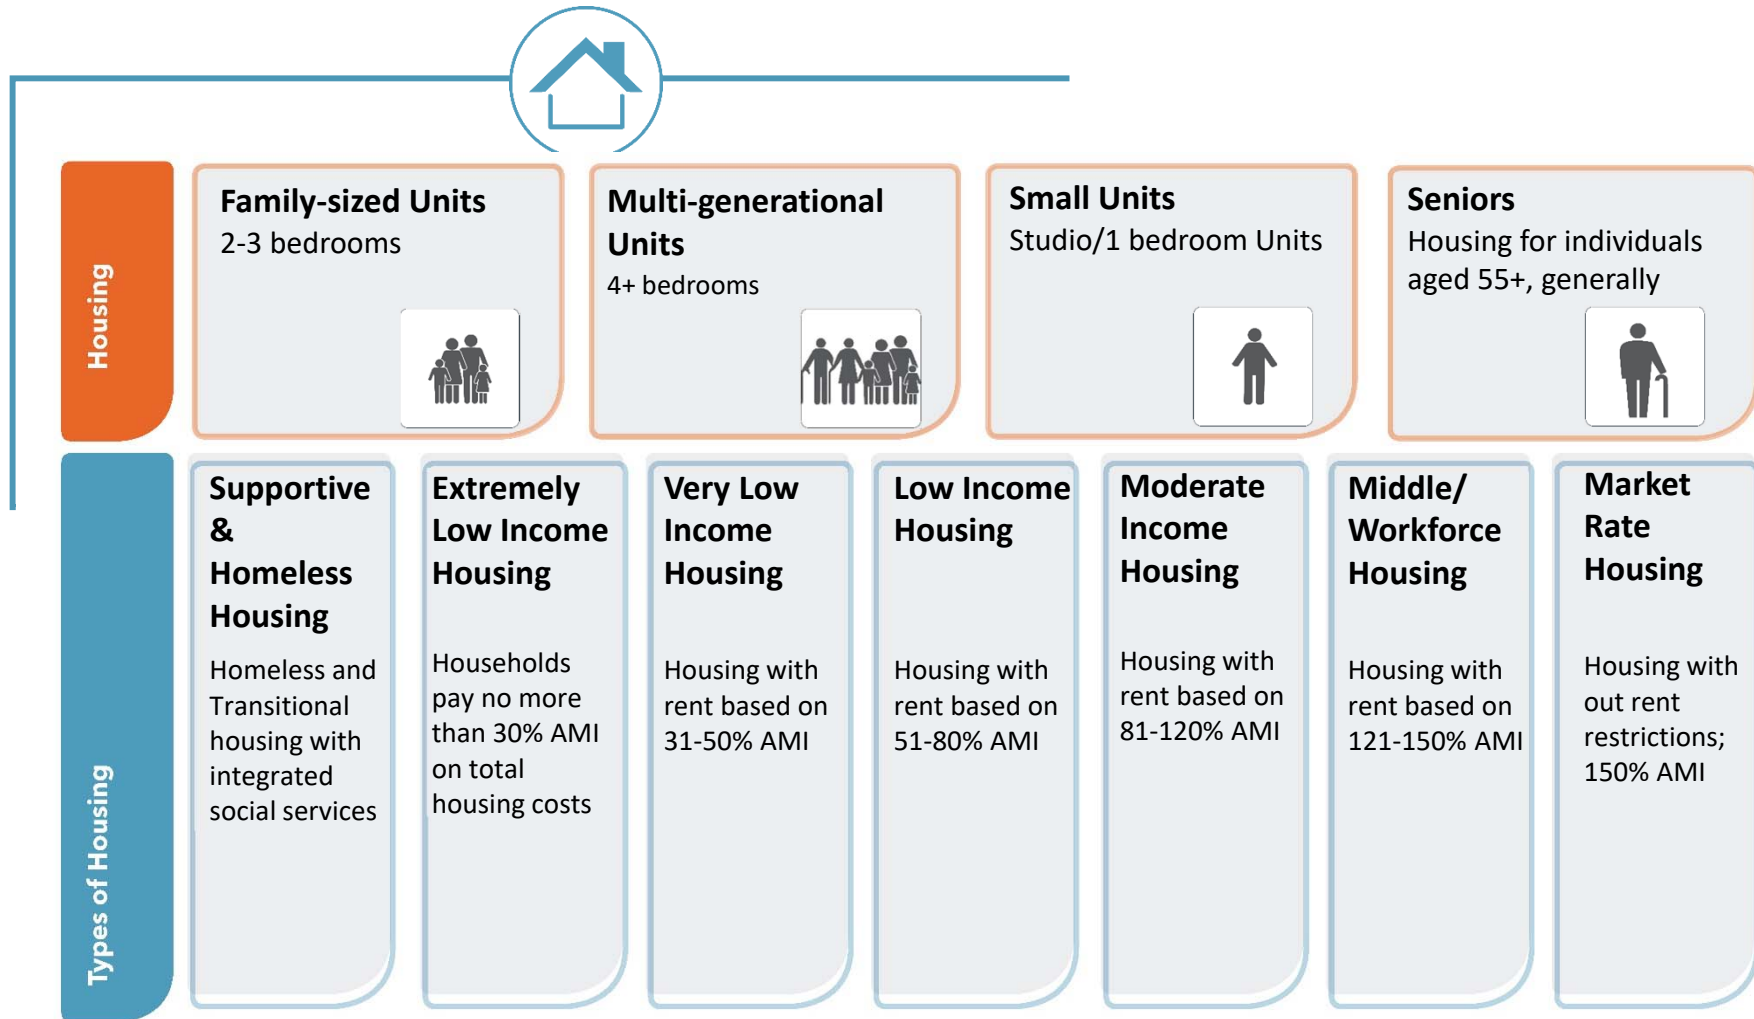 Housing
Family-sized Units
2-3 bedrooms
Multi-generational
Units
4+ bedrooms
Small Units
Studio/1 bedroom Units
Seniors
Housing for individuals
aged 55+, generally
Types of Housing
Supportive
&
Homeless
Housing
Homeless and
Transitional
housing with
integrated
social services
Extremely
Low Income
Housing
Households
pay no more
than 30% AMI
on total
housing costs
Very Low
Income
Housing
Housing with
rent based on
31-50% AMI
Low Income
Housing
Housing with
rent based on
51-80% AMI
Moderate
Income
Housing
Housing with
rent based on
81-120% AMI
Middle/
Workforce
Housing
Housing with
rent based on
121-150% AMI
Market
Rate
Housing
Housing with
out rent
restrictions;
150% AMI